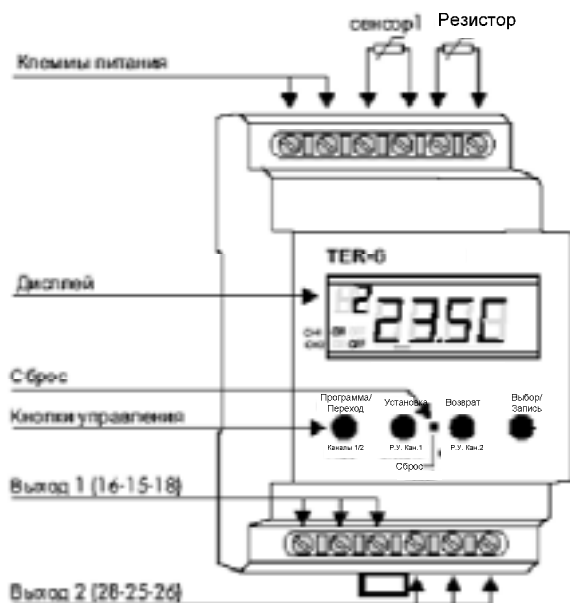 сенсор1 Резистор
Клеммы питания
TER-6
Дисплей
2 23.5C
CH1 ON
CH2 OFF
Сброс
Кнопки управления
Программа/
Переход
Установка
Возврат
Выбор/
Запись
Каналы 1/2
Р.У. Кан.1
Р.У. Кан.2
Сброс
Выход 1 (16-15-18)
Выход 2 (28-25-26)